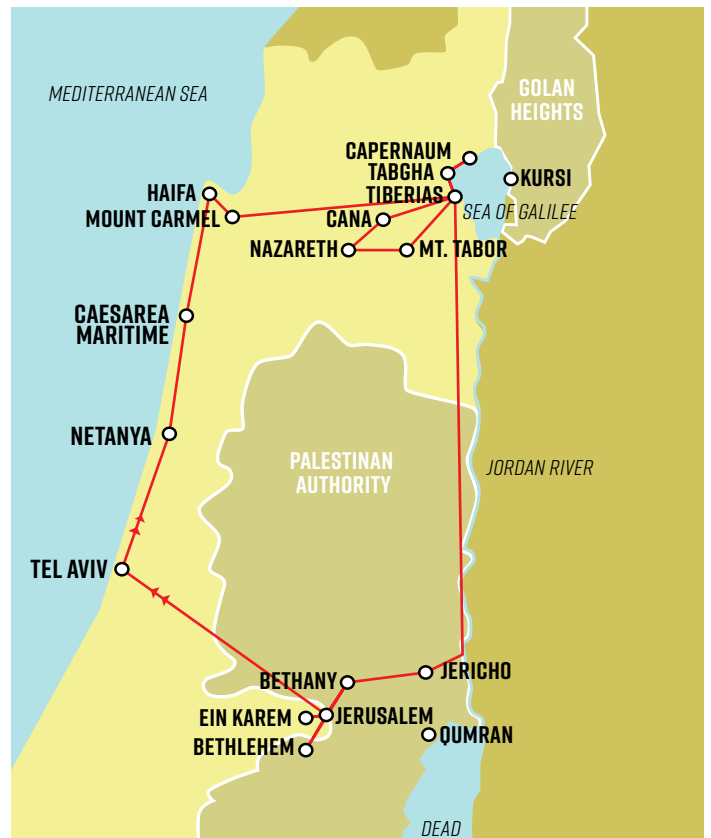 MEDITERRANEAN SEA
GOLAN
HEIGHTS
CAPERNAUM
TABGHA
KURSI
TIBERIAS
HAIFA
SEA OF GALILEE
MOUNT CARMEL
CANA
NAZARETH
MT. TABOR
CAESAREA
MARITIME
NETANYA
PALESTINAN
AUTHORITY
JORDAN RIVER
TEL AVIV
BETHANY
JERICHO
EIN KAREM
JERUSALEM
QUMRAN
BETHLEHEM
DEAD